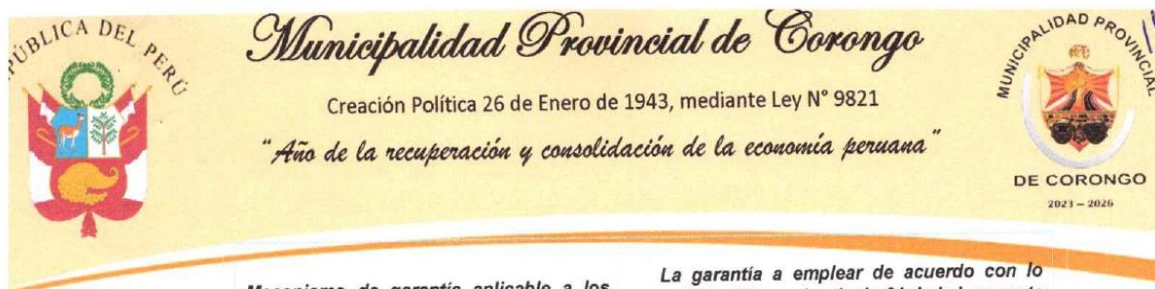 REPÚBLICA DEL PERÚ
Municipalidad Provincial de Corongo
Creación Política 26 de Enero de 1943, mediante Ley N° 9821
"Año de la recuperación y consolidación de la economía peruana"
MUNICIPALIDAD PROVINCIAL
DE CORONGO
2023 – 2026
Mecanismo de garantía aplicable a los
La garantía a emplear de acuerdo con lo